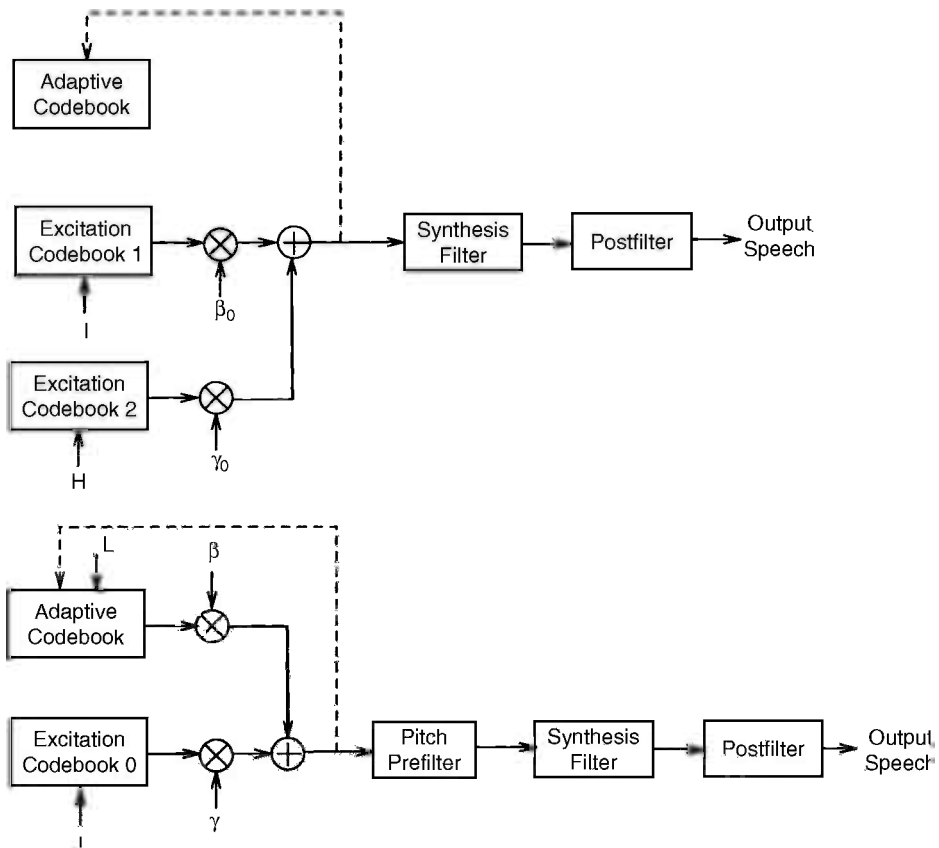 Adaptive
Codebook
Excitation
Codebook 1
β₀
I
Synthesis
Filter
Postfilter
Output
Speech
Excitation
Codebook 2
γ₀
H
L
β
Adaptive
Codebook
Excitation
Codebook 0
γ
Pitch
Prefilter
Synthesis
Filter
Postfilter
Output
Speech